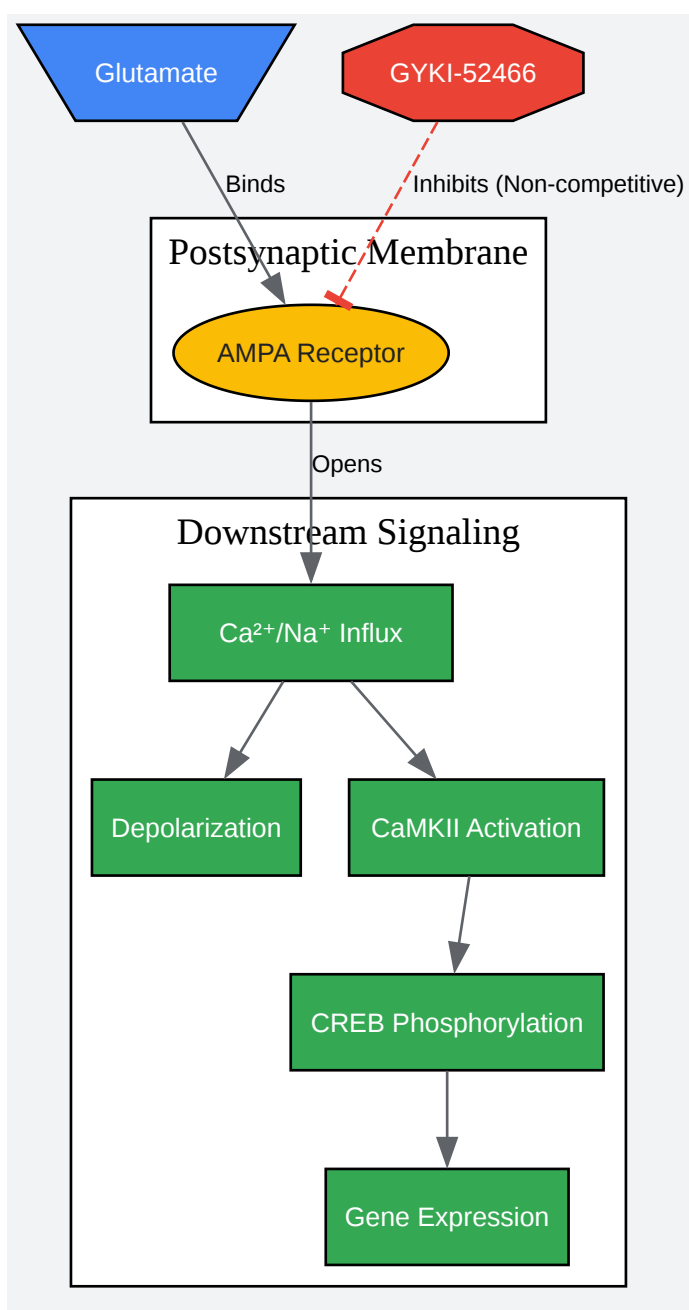 Glutamate
GYKI-52466
Binds
Inhibits (Non-competitive)
Postsynaptic Membrane
AMPA Receptor
Opens
Downstream Signaling
Ca²⁺/Na⁺ Influx
Depolarization
CaMKII Activation
CREB Phosphorylation
Gene Expression